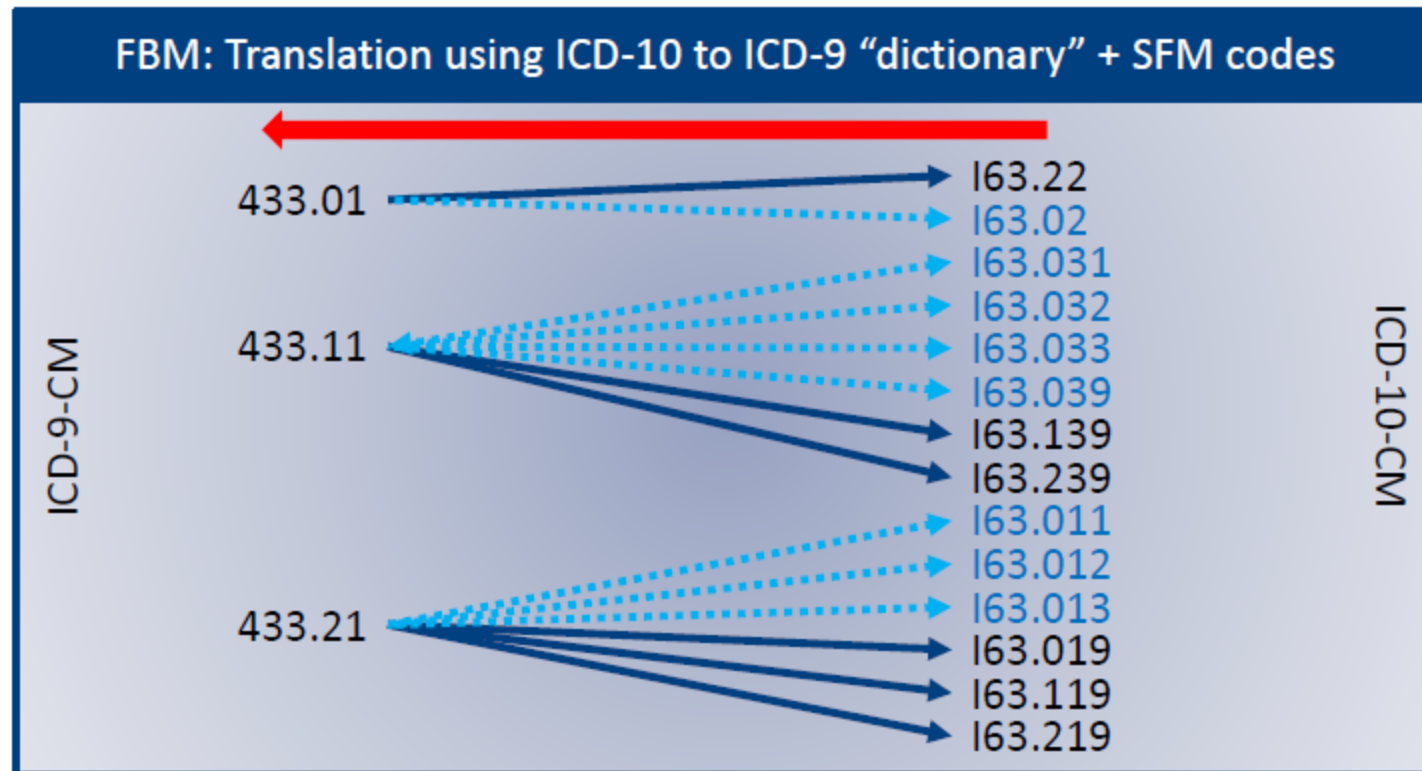 FBM: Translation using ICD-10 to ICD-9 “dictionary” + SFM codes
ICD-9-CM
433.01
433.11
433.21
I63.22
I63.02
I63.031
I63.032
I63.033
I63.039
I63.139
I63.239
I63.011
I63.012
I63.013
I63.019
I63.119
I63.219
ICD-10-CM